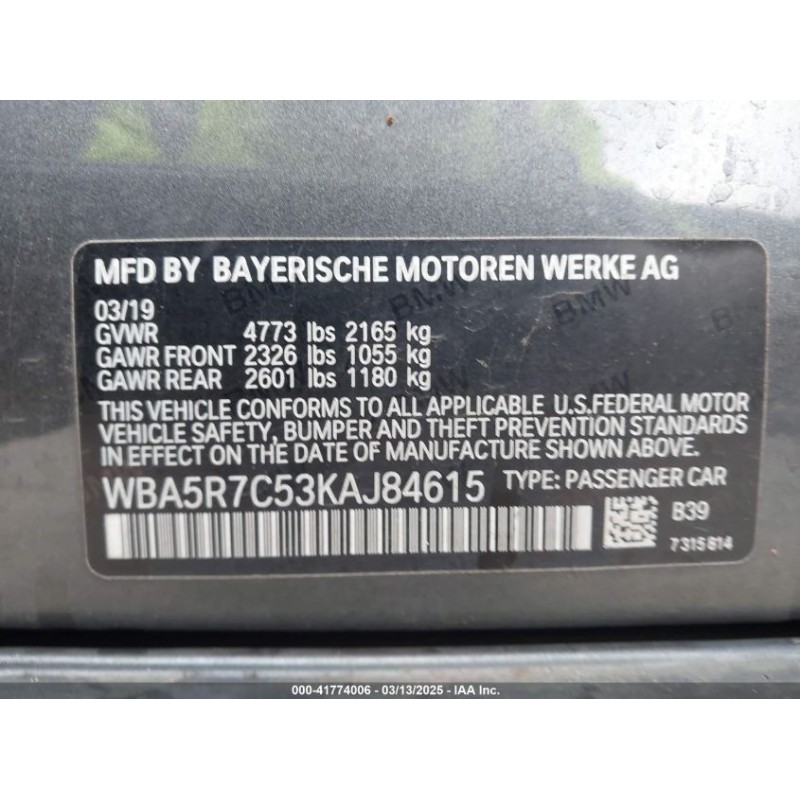 MFD BY BAYERISCHE MOTOREN WERKE AG
03/19
GVWR 4773 lbs 2165 kg
GAWR FRONT 2326 lbs 1055 kg
GAWR REAR 2601 lbs 1180 kg
THIS VEHICLE CONFORMS TO ALL APPLICABLE U.S.FEDERAL MOTOR
VEHICLE SAFETY, BUMPER AND THEFT PREVENTION STANDARDS
IN EFFECT ON THE DATE OF MANUFACTURE SHOWN ABOVE.
WBA5R7C53KAJ84615 TYPE: PASSENGER CAR
B39
7315814
000-41774006 - 03/13/2025 - IAA Inc.